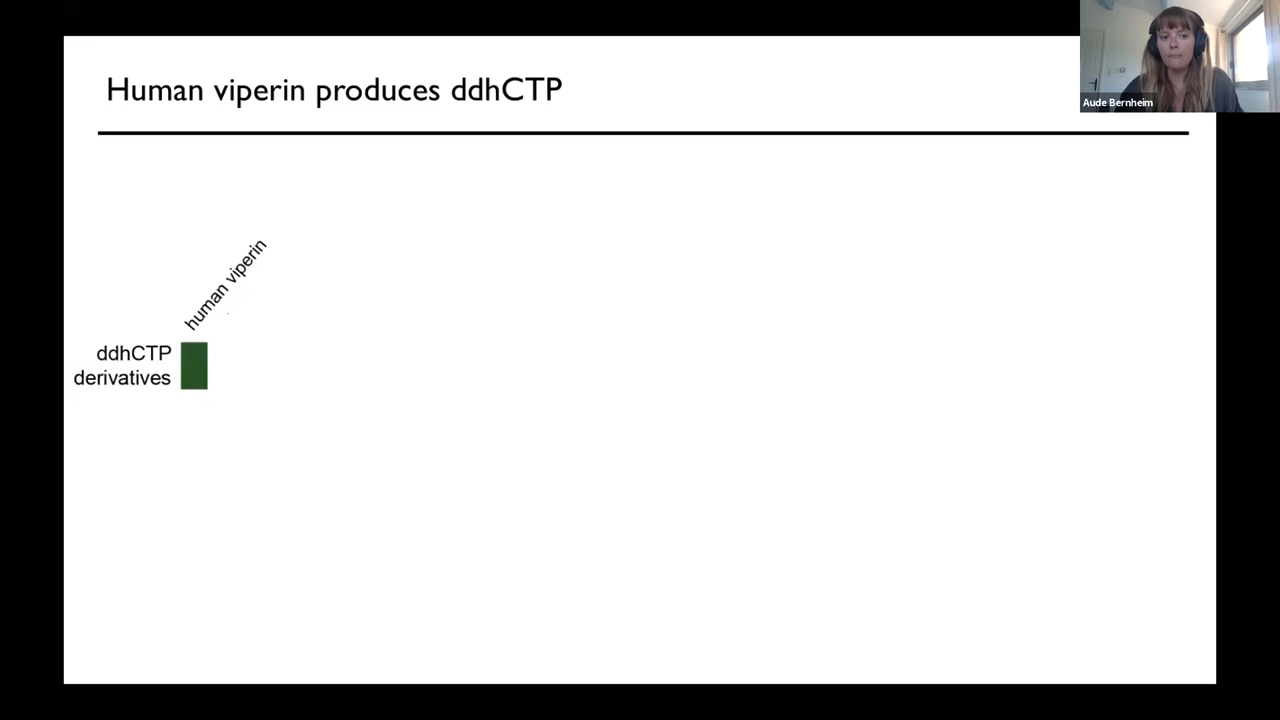 Human viperin produces ddhCTP
Aude Bernheim
human viperin
ddhCTP
derivatives